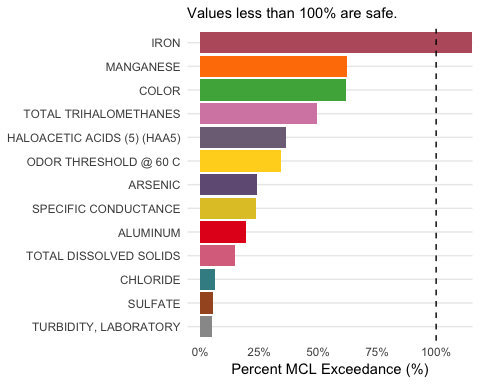 Values less than 100% are safe.
IRON
MANGANESE
COLOR
TOTAL TRIHALOMETHANES
HALOACETIC ACIDS (5) (HAA5)
ODOR THRESHOLD @ 60 C
ARSENIC
SPECIFIC CONDUCTANCE
ALUMINUM
TOTAL DISSOLVED SOLIDS
CHLORIDE
SULFATE
TURBIDITY, LABORATORY
0% 25% 50% 75% 100%
Percent MCL Exceedance (%)